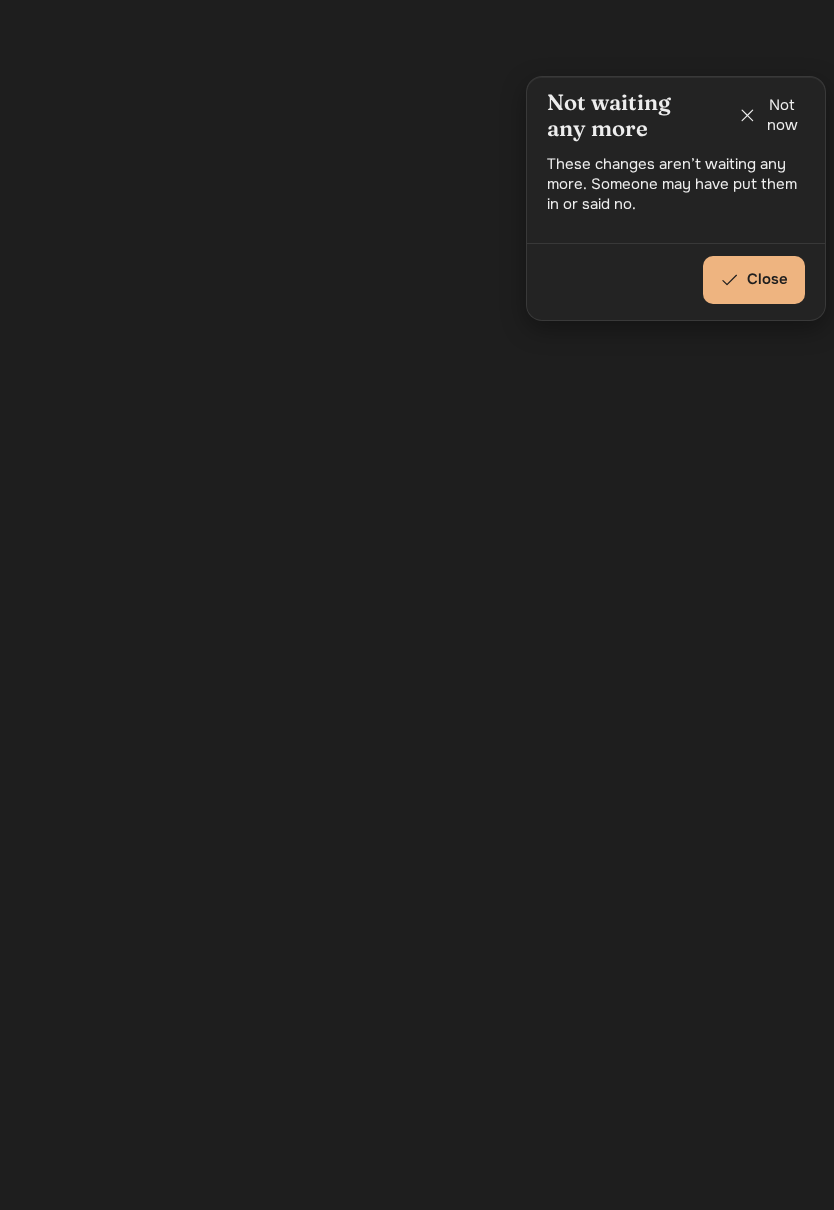 Not waiting
any more
Not
now
These changes aren’t waiting any
more. Someone may have put them
in or said no.
Close